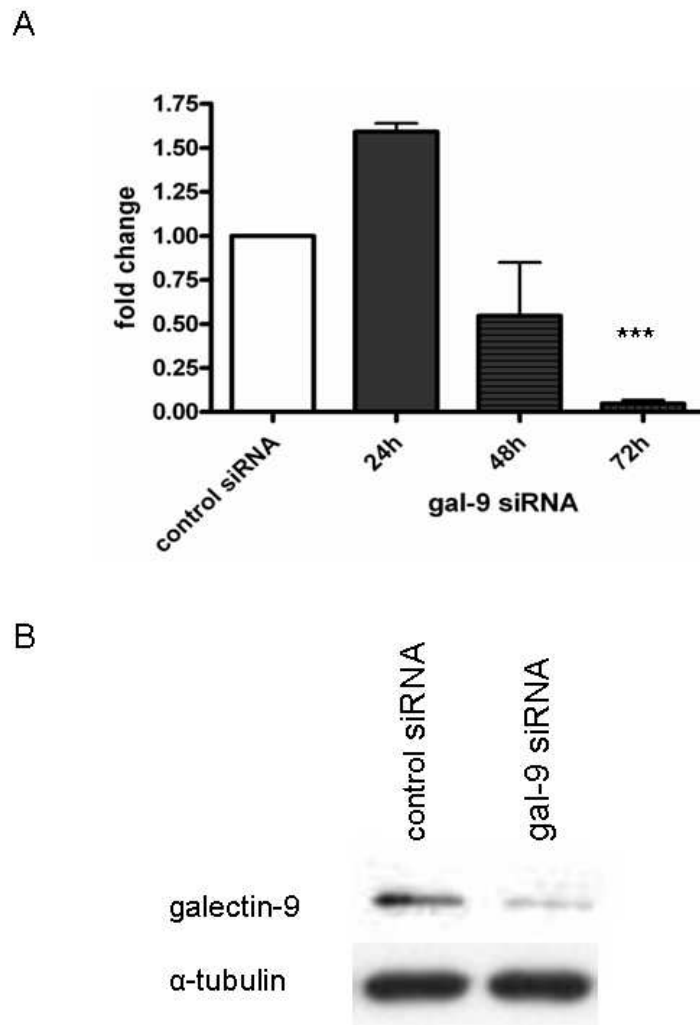 A
fold change
1.75
1.50
1.25
1.00
0.75
0.50
0.25
0.00
***
control siRNA
24h
48h
72h
gal-9 siRNA
B
control siRNA
gal-9 siRNA
galectin-9
α-tubulin